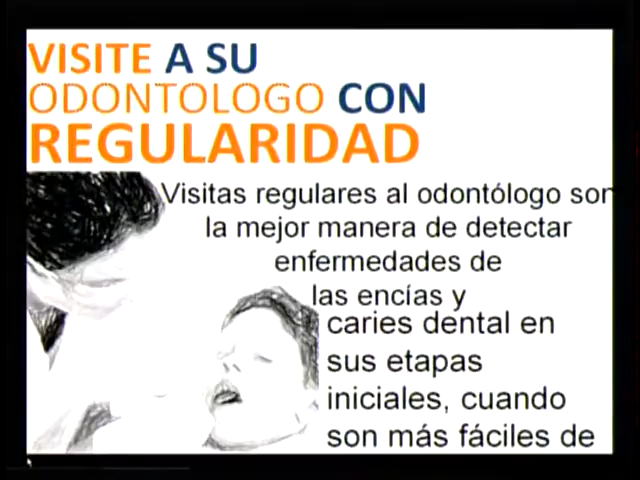 VISITE A SU
ODONTOLOGO CON
REGULARIDAD
Visitas regulares al odontólogo son
la mejor manera de detectar
enfermedades de
las encías y
caries dental en
sus etapas
iniciales, cuando
son más fáciles de